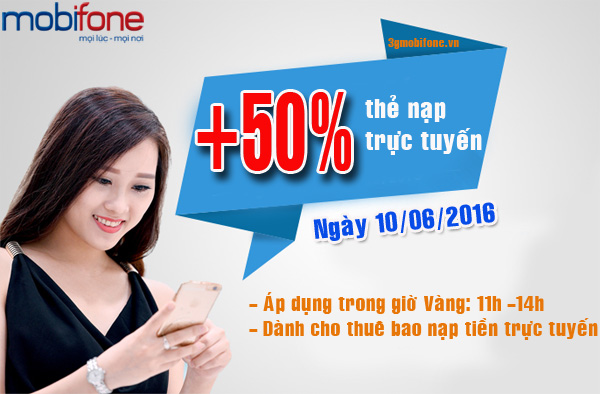 mobifone
mọi lúc - mọi nơi
3gmobifone.vn
+50%
thẻ nạp
trực tuyến
Ngày 10/06/2016
- Áp dụng trong giờ Vàng: 11h -14h
- Dành cho thuê bao nạp tiền trực tuyến